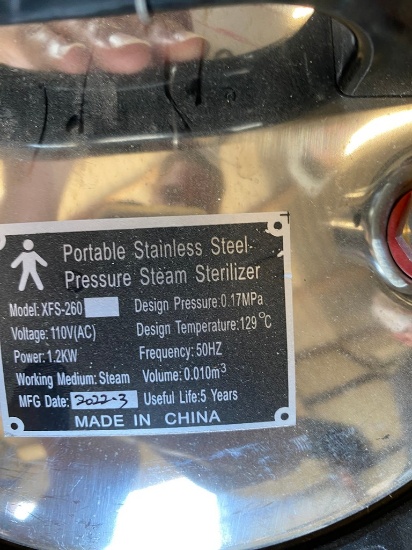 Portable Stainless Steel
Pressure Steam Sterilizer
Model: XFS-260 Design Pressure: 0.17MPa
Voltage: 110V(AC) Design Temperature: 129 °C
Power: 1.2KW Frequency: 50HZ
Working Medium: Steam Volume: 0.010m³
MFG Date: 2022-3 Useful Life: 5 Years
MADE IN CHINA